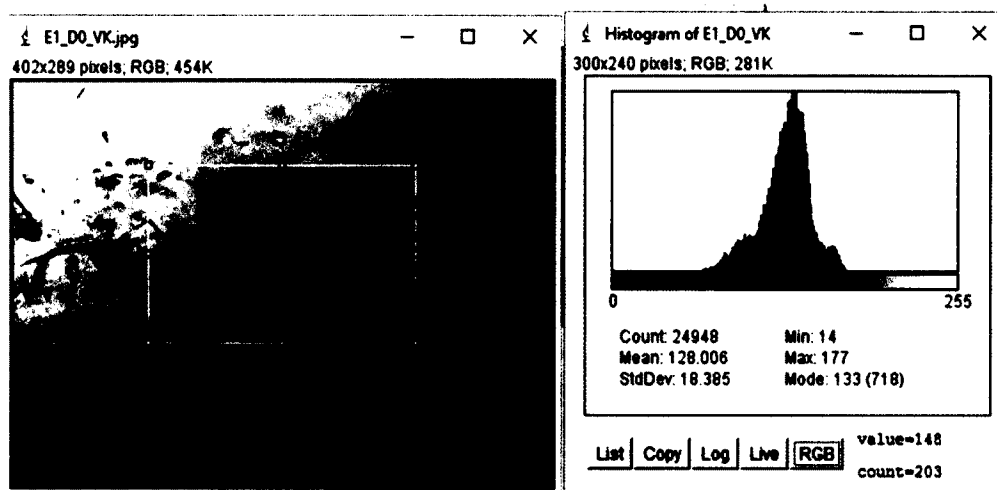 E1_D0_VK.jpg
402x289 pixels; RGB; 454K
Histogram of E1_D0_VK
300x240 pixels; RGB; 281K
0 255
Count: 24948 Min: 14
Mean: 128.006 Max: 177
StdDev: 18.385 Mode: 133 (718)
List Copy Log Live RGB
value=148
count=203